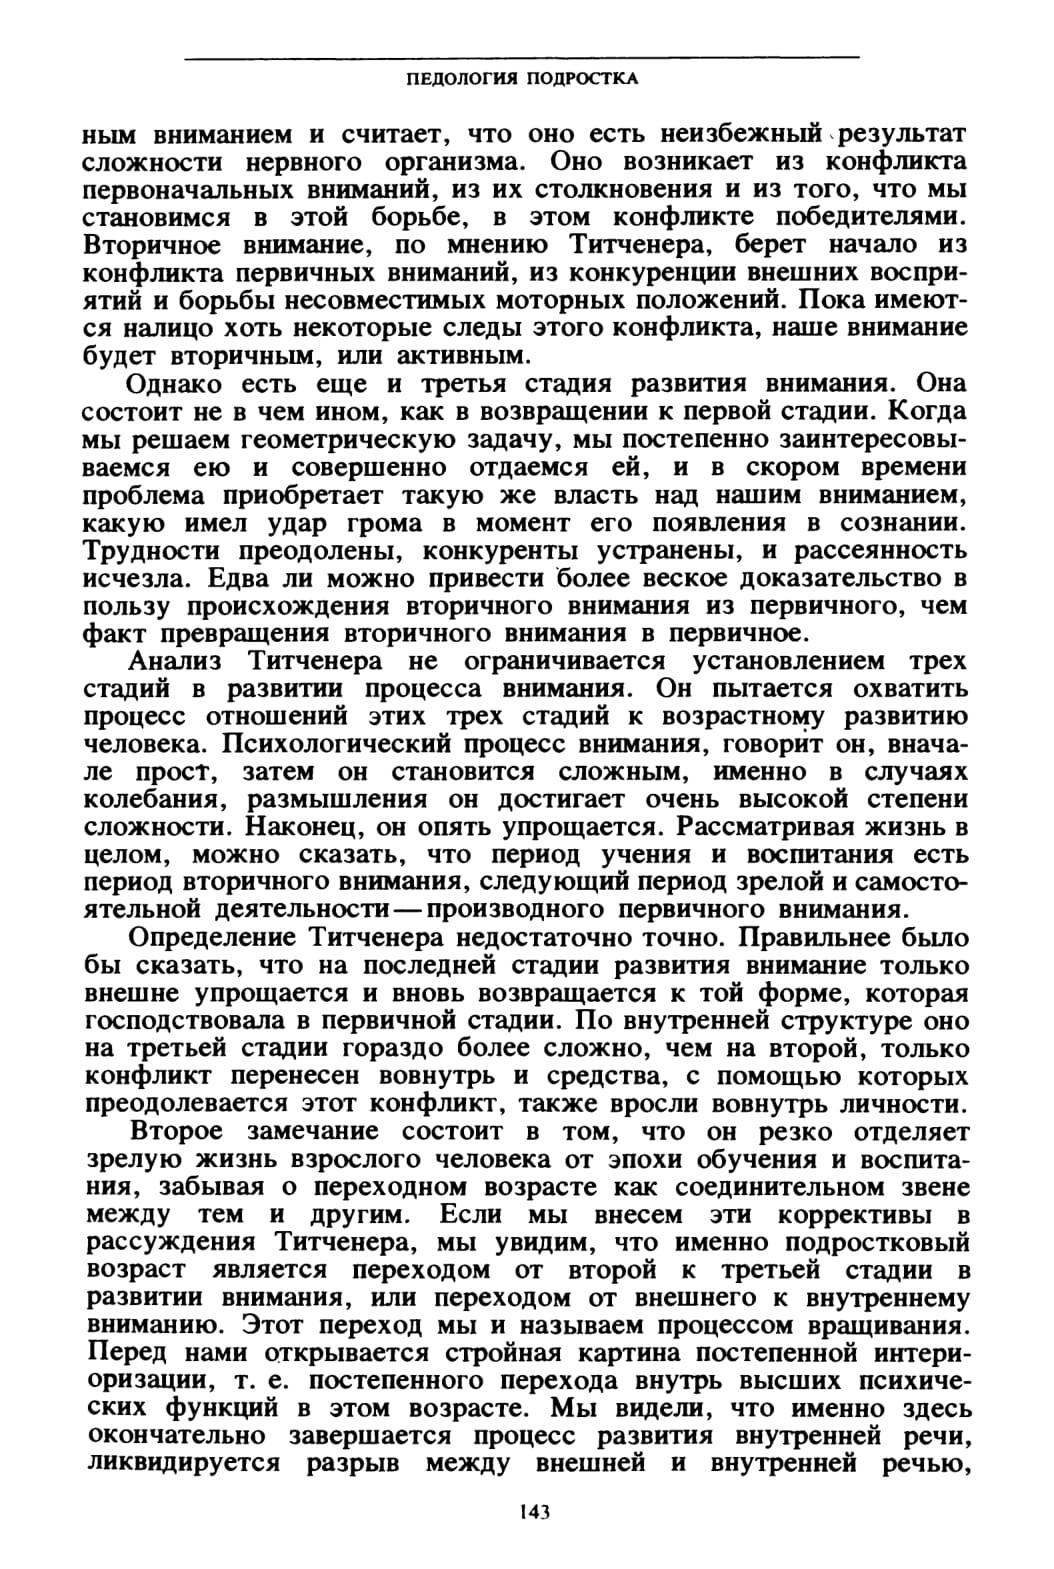 ПЕДОЛОГИЯ ПОДРОСТКА
ным вниманием и считает, что оно есть неизбежный результат
сложности нервного организма. Оно возникает из конфликта
первоначальных вниманий, из их столкновения и из того, что мы
становимся в этой борьбе, в этом конфликте победителями.
Вторичное внимание, по мнению Титченера, берет начало из
конфликта первичных вниманий, из конкуренции внешних воспри-
ятий и борьбы несовместимых моторных положений. Пока имеют-
ся налицо хоть некоторые следы этого конфликта, наше внимание
будет вторичным, или активным.
Однако есть еще и третья стадия развития внимания. Она
состоит не в чем ином, как в возвращении к первой стадии. Когда
мы решаем геометрическую задачу, мы постепенно заинтересовы-
ваемся ею и совершенно отдаемся ей, и в скором времени
проблема приобретает такую же власть над нашим вниманием,
какую имел удар грома в момент его появления в сознании.
Трудности преодолены, конкуренты устранены, и рассеянность
исчезла. Едва ли можно привести более веское доказательство в
пользу происхождения вторичного внимания из первичного, чем
факт превращения вторичного внимания в первичное.
Анализ Титченера не ограничивается установлением трех
стадий в развитии процесса внимания. Он пытается охватить
процесс отношений этих трех стадий к возрастному развитию
человека. Психологический процесс внимания, говорит он, внача-
ле прост, затем он становится сложным, именно в случаях
колебания, размышления он достигает очень высокой степени
сложности. Наконец, он опять упрощается. Рассматривая жизнь в
целом, можно сказать, что период учения и воспитания есть
период вторичного внимания, следующий период зрелой и самосто-
ятельной деятельности — производного первичного внимания.
Определение Титченера недостаточно точно. Правильнее было
бы сказать, что на последней стадии развития внимание только
внешне упрощается и вновь возвращается к той форме, которая
господствовала в первичной стадии. По внутренней структуре оно
на третьей стадии гораздо более сложно, чем на второй, только
конфликт перенесен вовнутрь и средства, с помощью которых
преодолевается этот конфликт, также вросли вовнутрь личности.
Второе замечание состоит в том, что он резко отделяет
зрелую жизнь взрослого человека от эпохи обучения и воспита-
ния, забывая о переходном возрасте как соединительном звене
между тем и другим. Если мы внесем эти коррективы в
рассуждения Титченера, мы увидим, что именно подростковый
возраст является переходом от второй к третьей стадии в
развитии внимания, или переходом от внешнего к внутреннему
вниманию. Этот переход мы и называем процессом вращивания.
Перед нами открывается стройная картина постепенной интери-
оризации, т. е. постепенного перехода внутрь высших психиче-
ских функций в этом возрасте. Мы видели, что именно здесь
окончательно завершается процесс развития внутренней речи,
ликвидируется разрыв между внешней и внутренней речью,
143